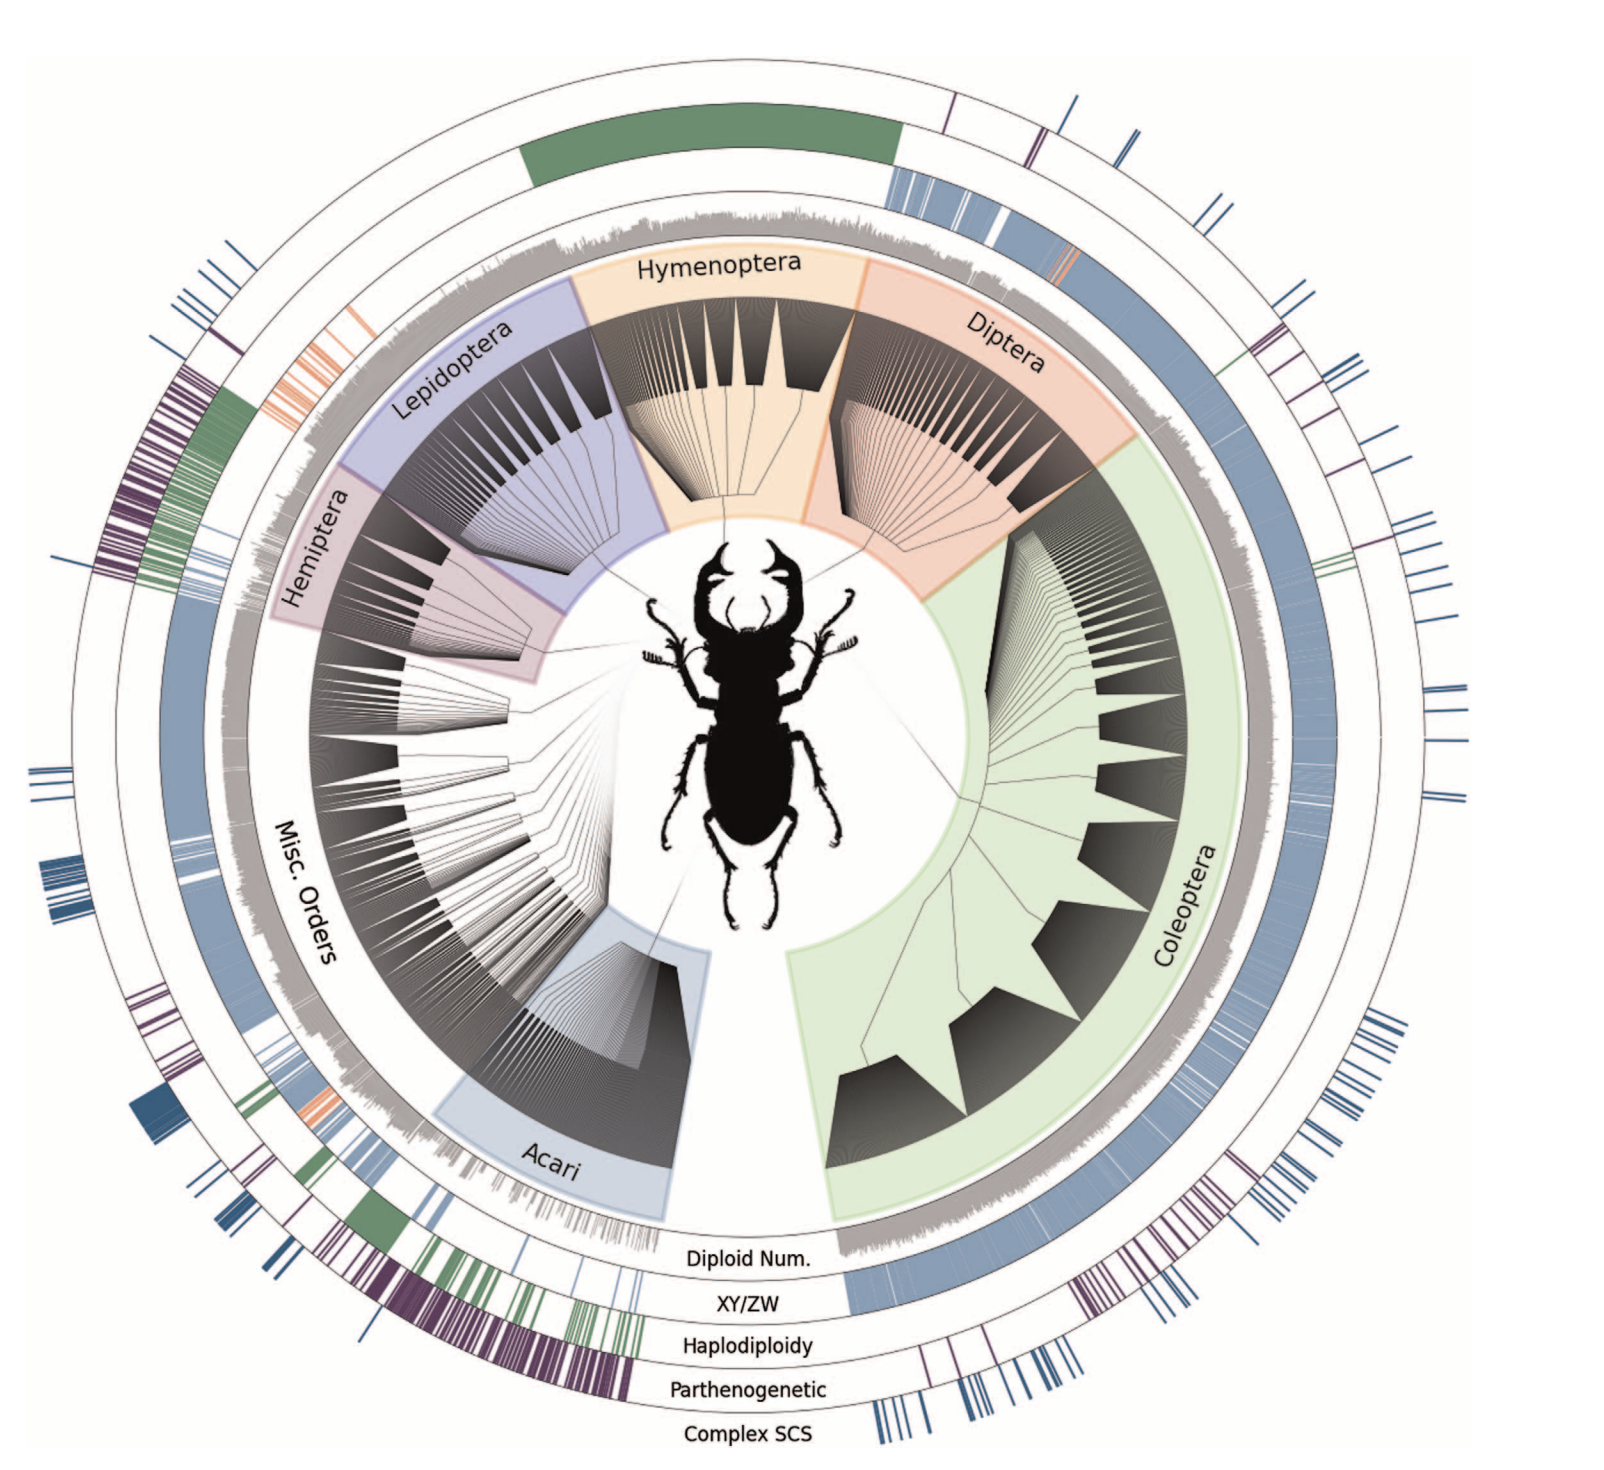 Hymenoptera
Diptera
Lepidoptera
Hemiptera
Coleoptera
Misc. Orders
Acari
Diploid Num.
XY/ZW
Haplodiploidy
Parthenogenetic
Complex SCS